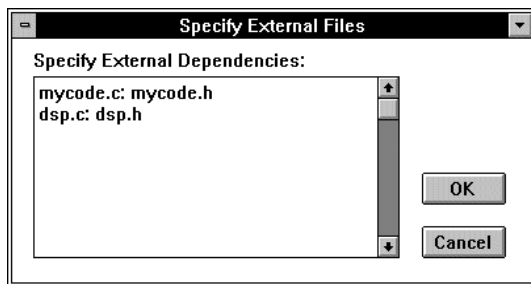 Specify External Files
Specify External Dependencies:
mycode.c: mycode.h
dsp.c: dsp.h
OK
Cancel